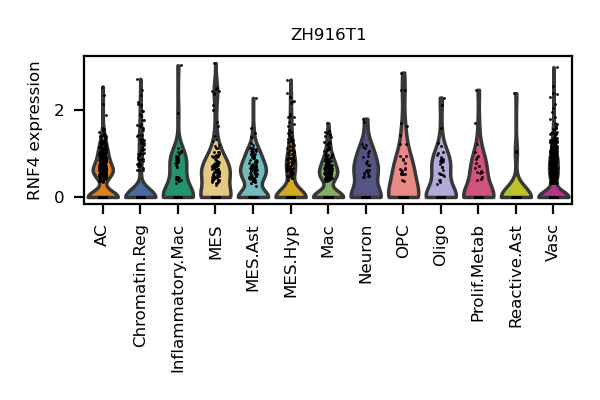 ZH916T1
RNF4 expression
2
0
AC
Chromatin.Reg
Inflammatory.Mac
MES
MES.Ast
MES.Hyp
Mac
Neuron
OPC
Oligo
Prolif.Metab
Reactive.Ast
Vasc